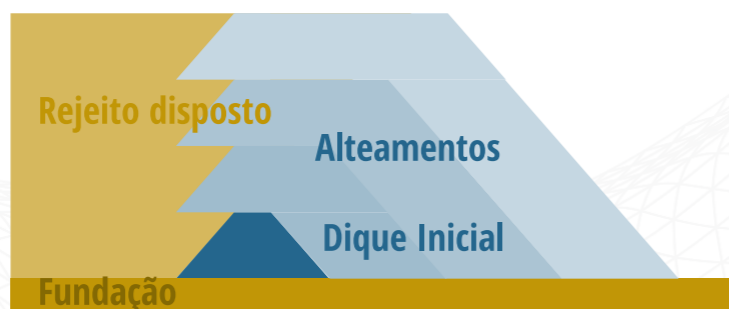 Rejeito disposto
Alteamentos
Dique Inicial
Fundação